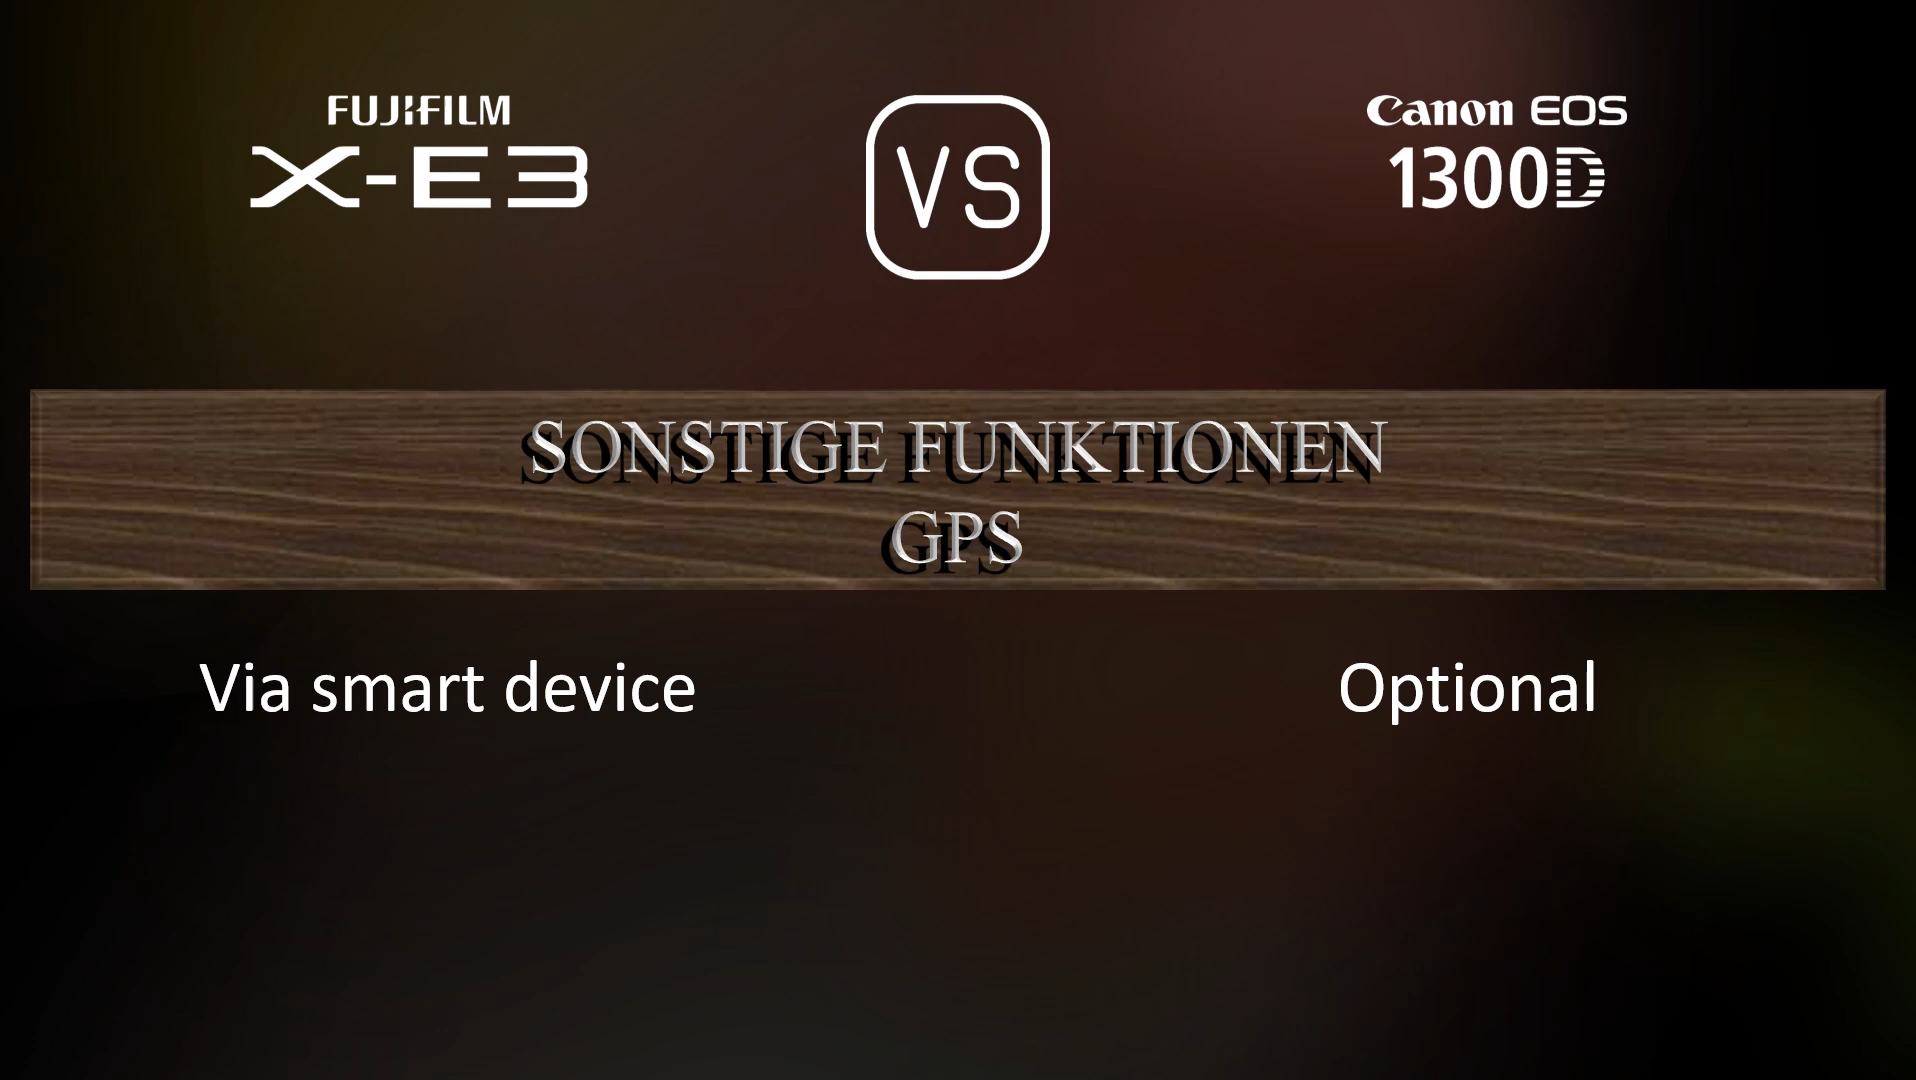 FUJIFILM
X-E3
VS
Canon EOS
1300D
SONSTIGE FUNKTIONEN
GPS
Via smart device
Optional